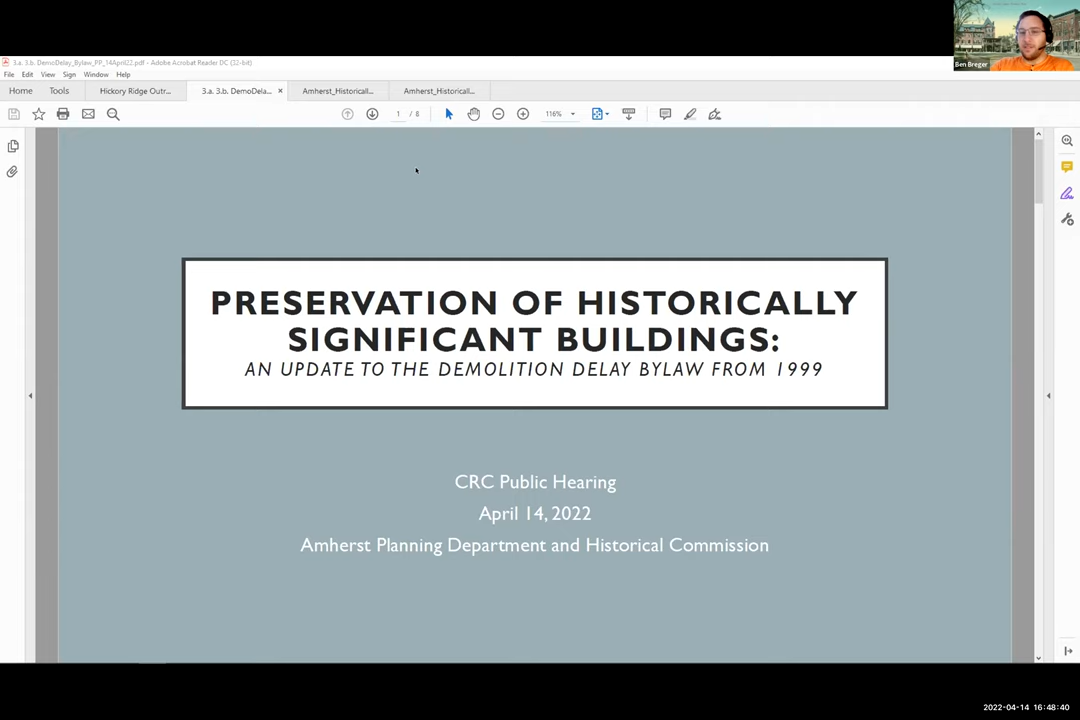 Ben Breger
3.a. 3.b. DemoDelay_Bylaw_PP_14April22.pdf - Adobe Acrobat Reader DC (32-bit)
File Edit View Sign Window Help
Home Tools Hickory Ridge Outr... 3.a. 3.b. DemoDela... × Amherst_Historicall... Amherst_Historicall...
1 / 8 116%
PRESERVATION OF HISTORICALLY
SIGNIFICANT BUILDINGS:
AN UPDATE TO THE DEMOLITION DELAY BYLAW FROM 1999
CRC Public Hearing
April 14, 2022
Amherst Planning Department and Historical Commission
2022-04-14 16:48:40